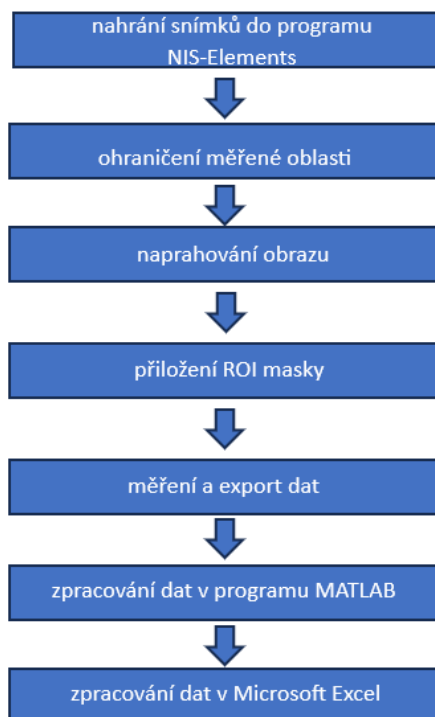 nahrání snímků do programu
NIS-Elements
ohraničení měřené oblasti
naprahování obrazu
přiložení ROI masky
měření a export dat
zpracování dat v programu MATLAB
zpracování dat v Microsoft Excel